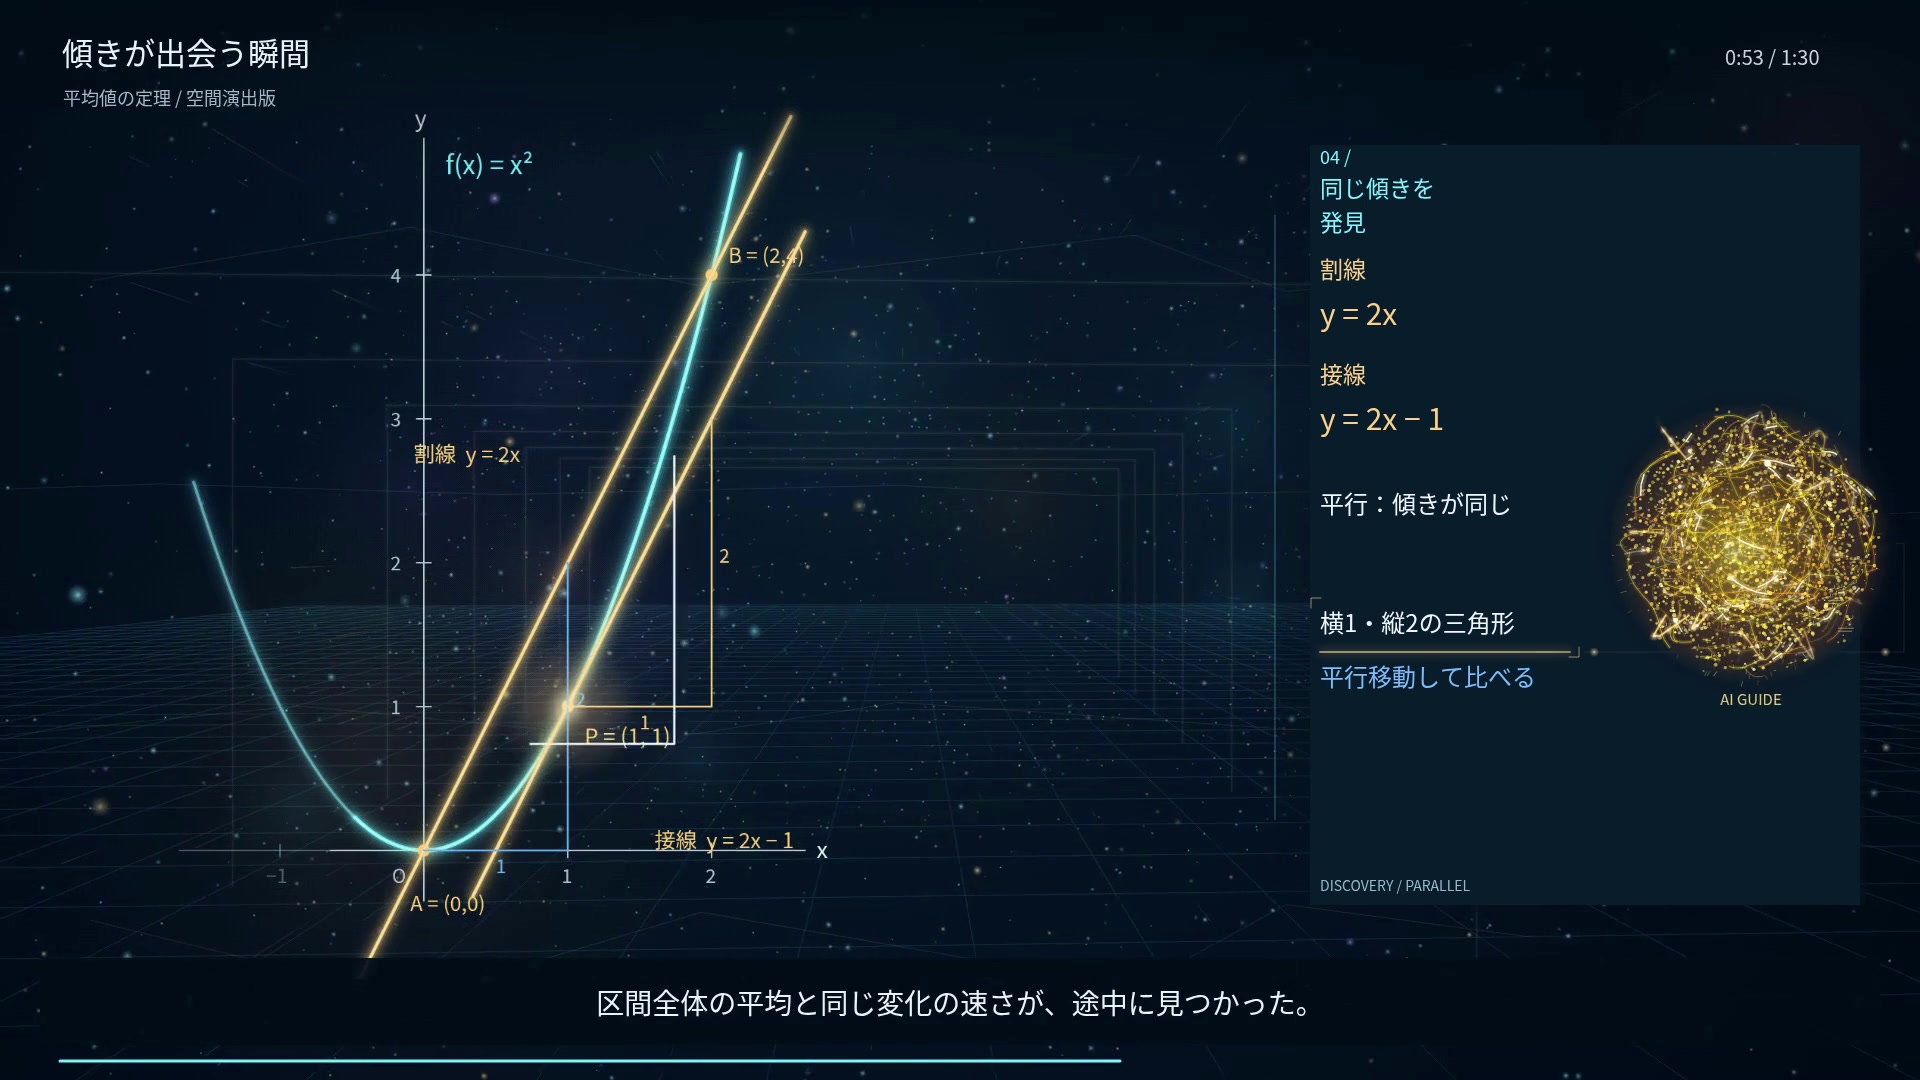 傾きが出会う瞬間
平均値の定理 / 空間演出版
0:53 / 1:30
y
f(x) = x²
B = (2,4)
4
3
割線 y = 2x
2
2
2
1
1
P = (1, 1)
接線 y = 2x − 1
x
−1
O
1
1
2
A = (0,0)
04 /
同じ傾きを
発見
割線
y = 2x
接線
y = 2x − 1
平行：傾きが同じ
横1・縦2の三角形
平行移動して比べる
AI GUIDE
DISCOVERY / PARALLEL
区間全体の平均と同じ変化の速さが、途中に見つかった。